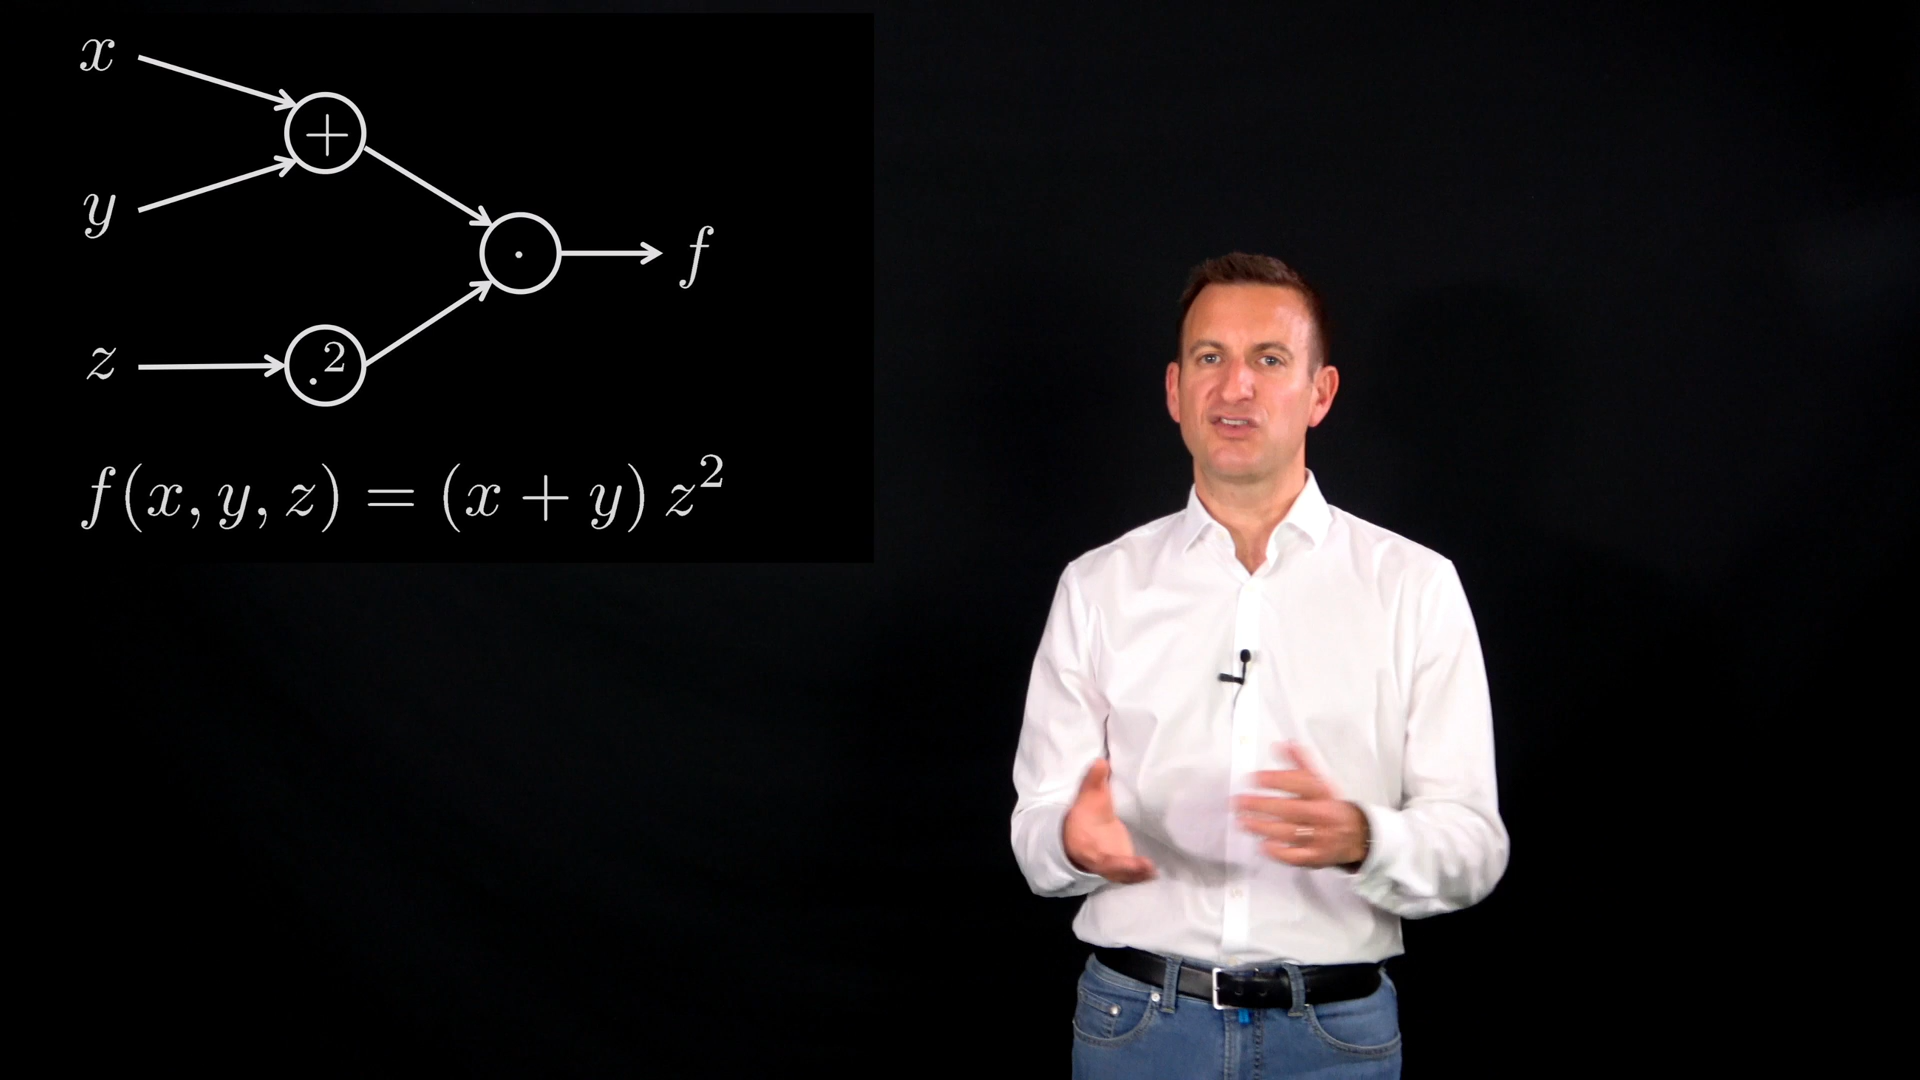 x
+
y
·
f
z
.²
f(x, y, z) = (x + y) z²